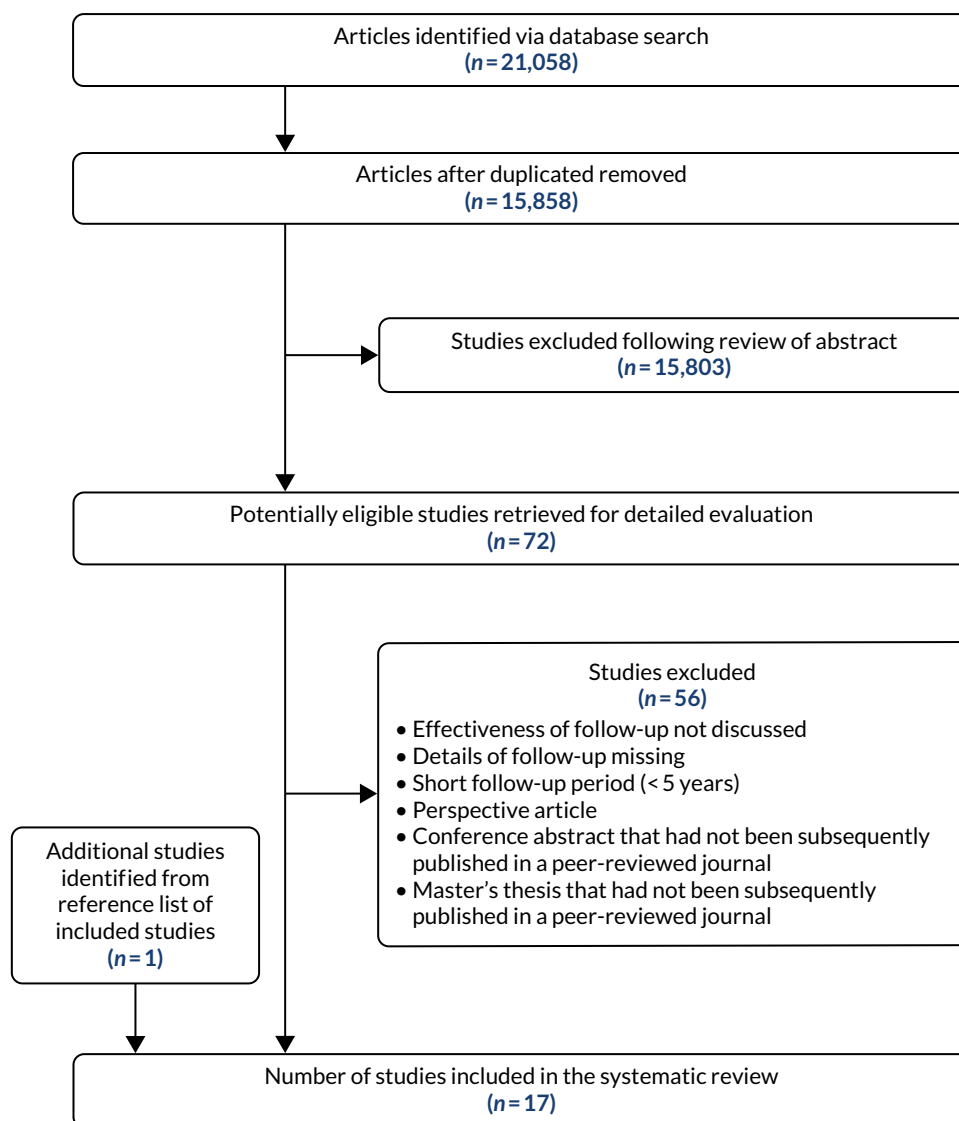 Articles identified via database search
(n = 21,058)
Articles after duplicated removed
(n = 15,858)
Studies excluded following review of abstract
(n = 15,803)
Potentially eligible studies retrieved for detailed evaluation
(n = 72)
Studies excluded
(n = 56)
• Effectiveness of follow-up not discussed
• Details of follow-up missing
• Short follow-up period (< 5 years)
• Perspective article
• Conference abstract that had not been subsequently
published in a peer-reviewed journal
• Master’s thesis that had not been subsequently
published in a peer-reviewed journal
Additional studies
identified from
reference list of
included studies
(n = 1)
Number of studies included in the systematic review
(n = 17)